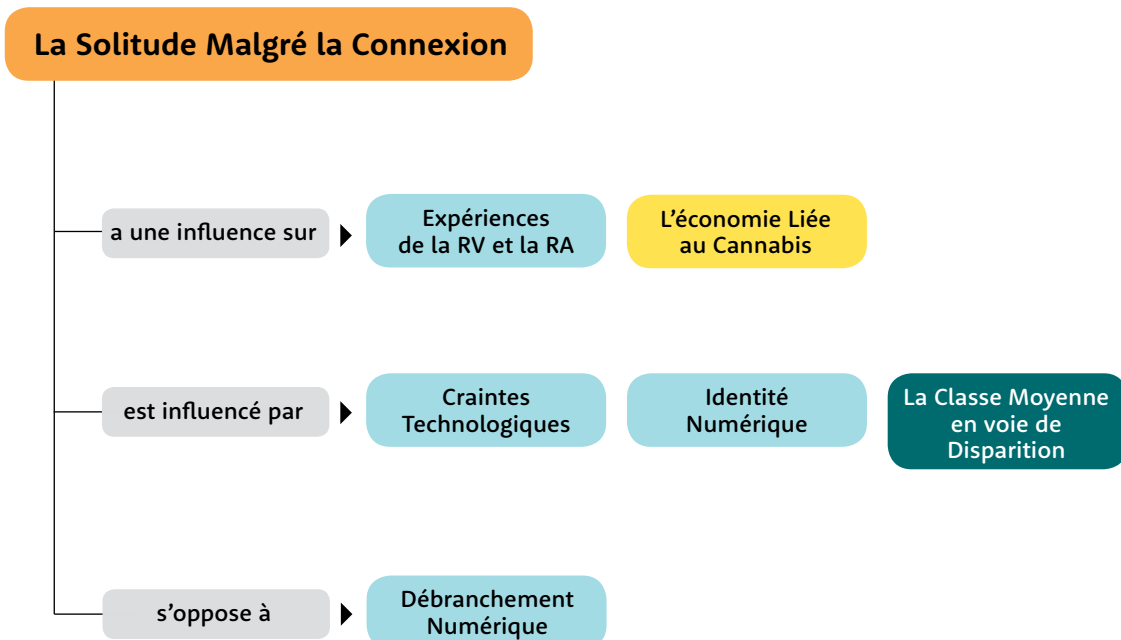 La Solitude Malgré la Connexion
a une influence sur
Expériences
de la RV et la RA
L'économie Liée
au Cannabis
est influencé par
Craintes
Technologiques
Identité
Numérique
La Classe Moyenne
en voie de
Disparition
s'oppose à
Débranchement
Numérique